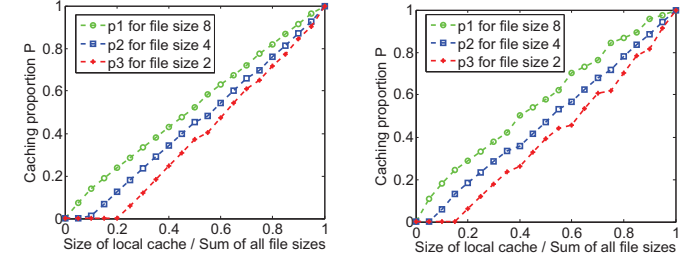 1
0.8
0.6
0.4
0.2
0
Caching proportion P
p1 for file size 8
p2 for file size 4
p3 for file size 2
0 0.2 0.4 0.6 0.8 1
Size of local cache / Sum of all file sizes
1
0.8
0.6
0.4
0.2
0
Caching proportion P
p1 for file size 8
p2 for file size 4
p3 for file size 2
0 0.2 0.4 0.6 0.8 1
Size of local cache / Sum of all file sizes